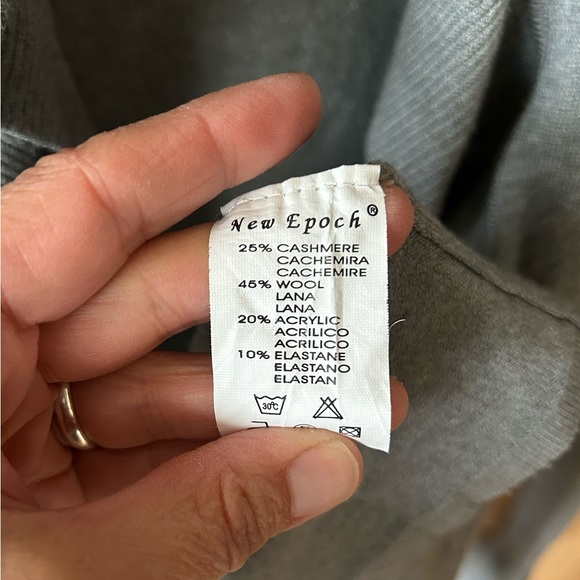 New Epoch®
25% CASHMERE
CACHEMIRA
CACHEMIRE
45% WOOL
LANA
LANA
20% ACRYLIC
ACRILICO
ACRILICO
10% ELASTANE
ELASTANO
ELASTAN
30°C